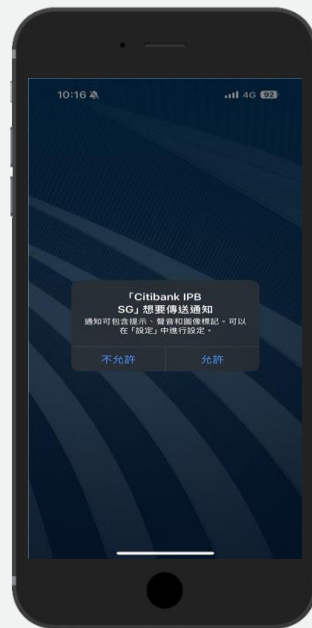 10:16
4G 92
「Citibank IPB
SG」想要傳送通知
通知可包含提示、聲音和圖像標記。可以
在「設定」中進行設定。
不允許 允許